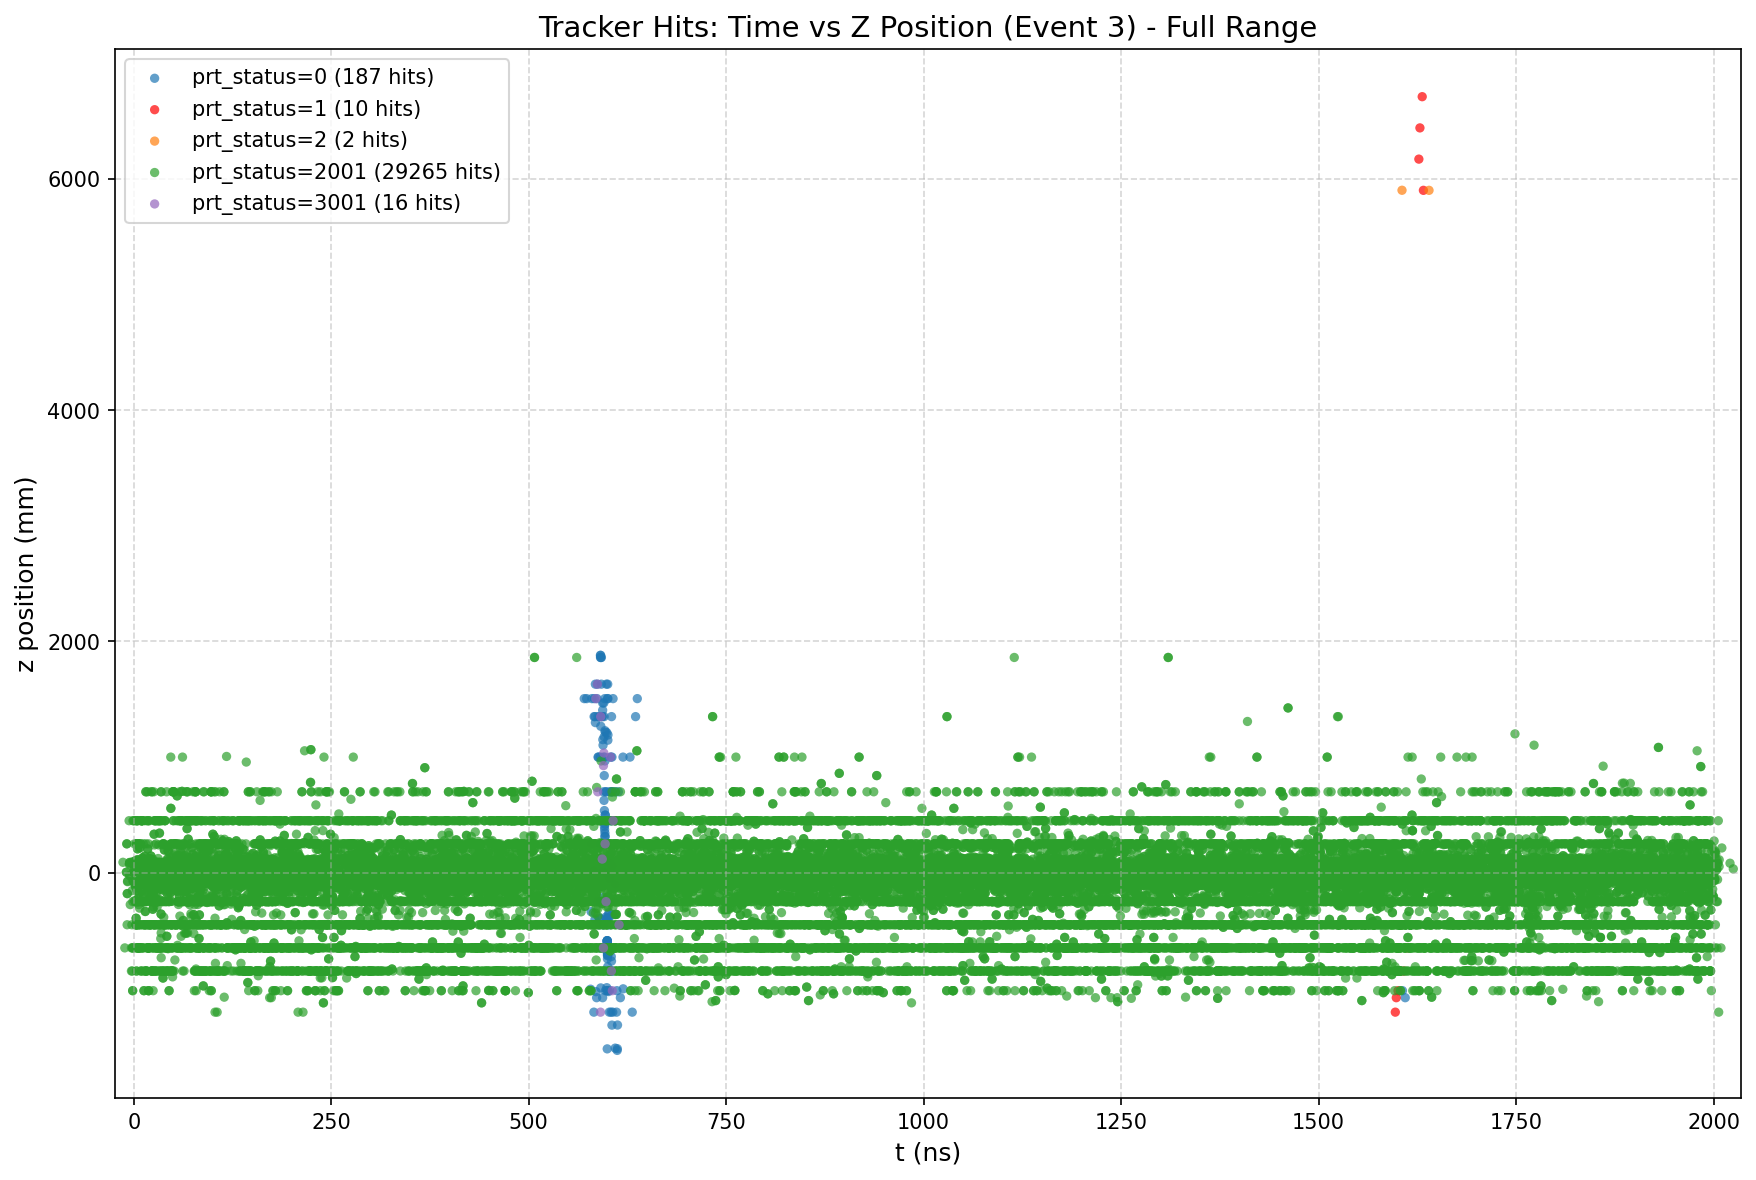 Tracker Hits: Time vs Z Position (Event 3) - Full Range
prt_status=0 (187 hits)
prt_status=1 (10 hits)
prt_status=2 (2 hits)
prt_status=2001 (29265 hits)
prt_status=3001 (16 hits)
z position (mm)
6000
4000
2000
0
0 250 500 750 1000 1250 1500 1750 2000
t (ns)